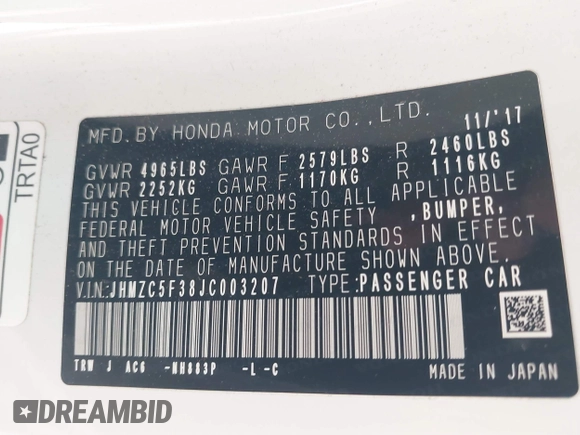 MFD. BY HONDA MOTOR CO.,LTD. 11/'17
GVWR 4965LBS GAWR F 2579LBS R 2460LBS
GVWR 2252KG GAWR F 1170KG R 1116KG
THIS VEHICLE CONFORMS TO ALL APPLICABLE
FEDERAL MOTOR VEHICLE SAFETY ,BUMPER,
AND THEFT PREVENTION STANDARDS IN EFFECT
ON THE DATE OF MANUFACTURE SHOWN ABOVE.
V.I.N.:JHMZC5F38JC003207 TYPE:PASSENGER CAR
TRW J AC6 -NH883P -L -C
MADE IN JAPAN
TRTA0
DREAMBID